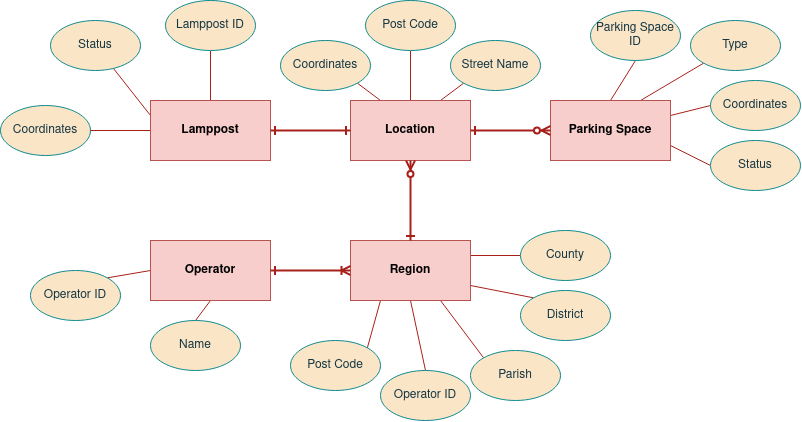 Lamppost ID
Post Code
Parking Space
ID
Status
Type
Coordinates
Street Name
Coordinates
Coordinates
Lamppost
Location
Parking Space
Status
County
Operator
Region
Operator ID
District
Name
Post Code
Parish
Operator ID